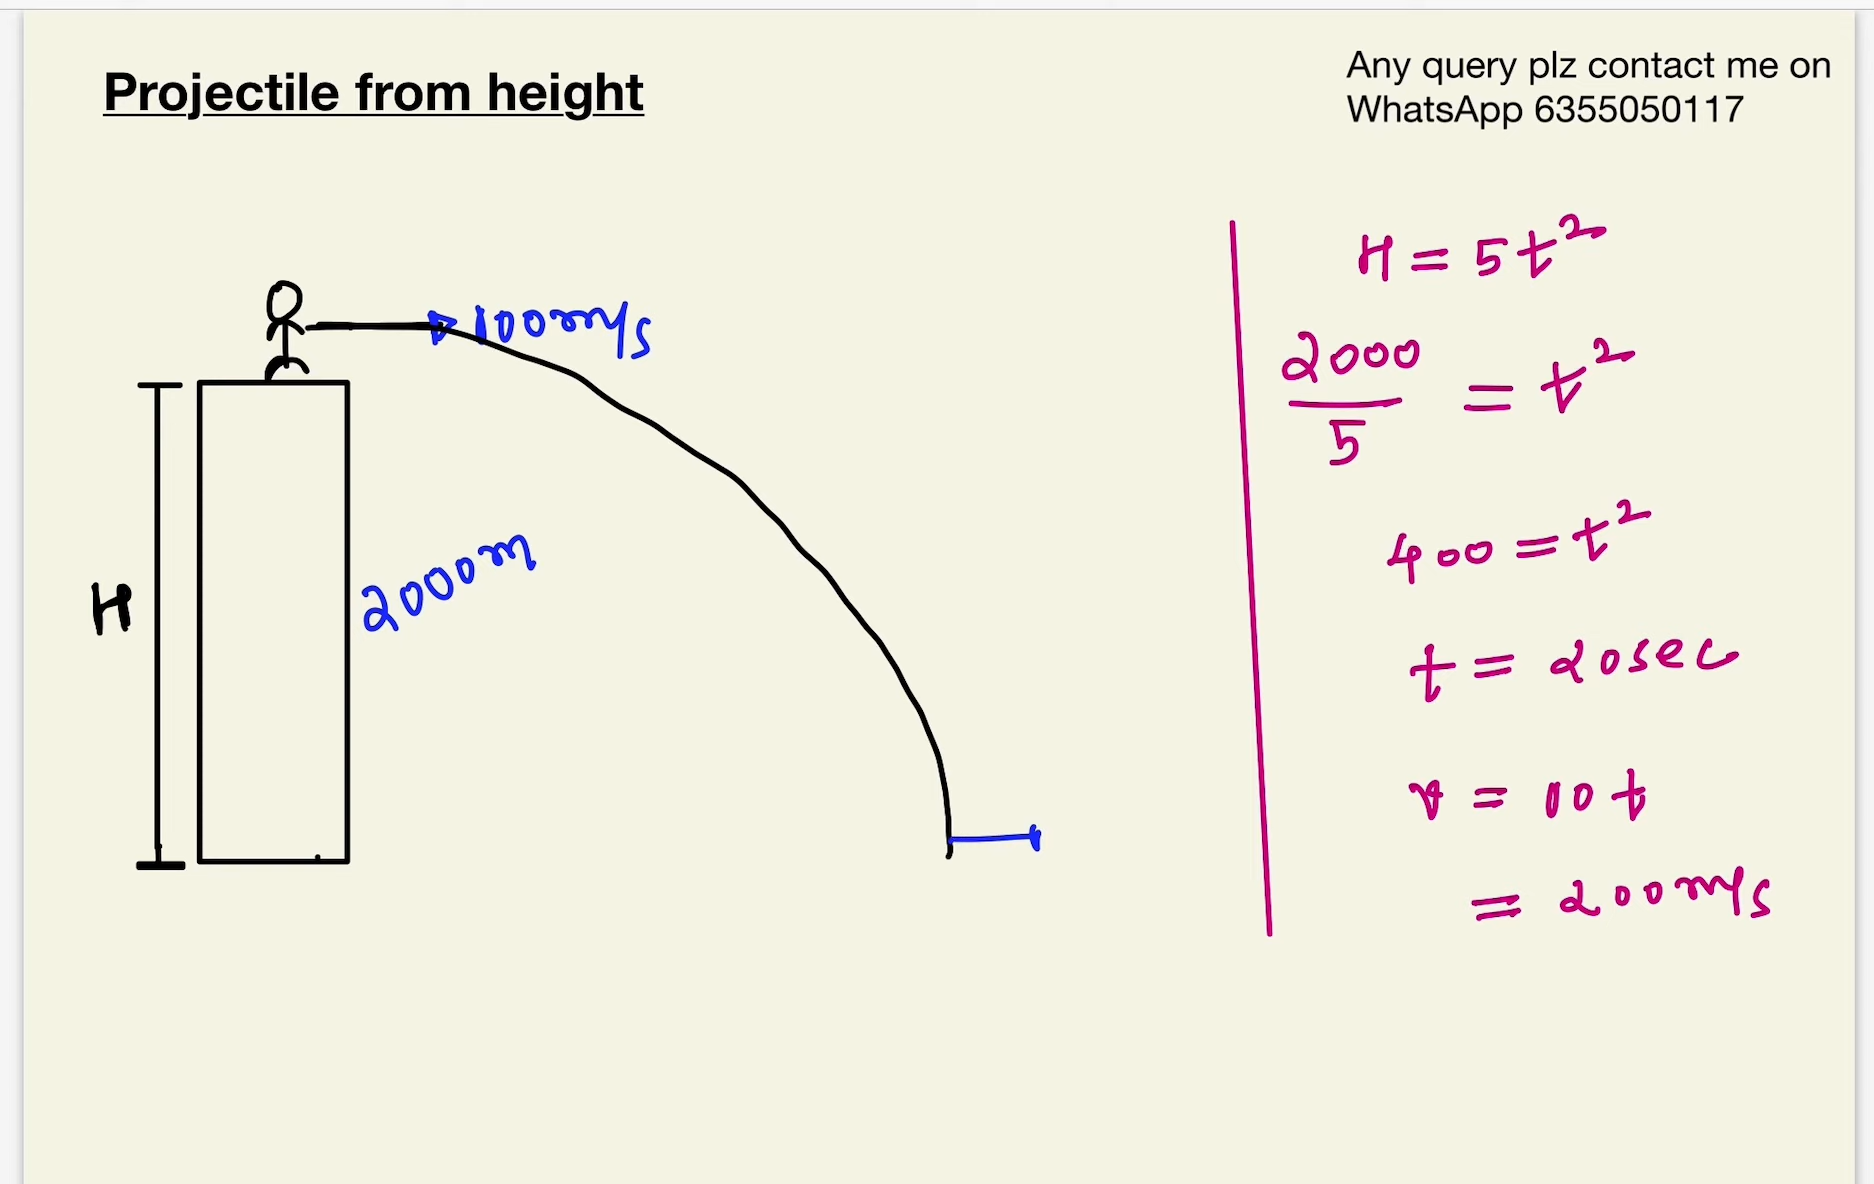 Projectile from height
Any query plz contact me on
WhatsApp 6355050117
100m/s
H
2000m
H = 5t²
2000/5 = t²
400 = t²
t = 20sec
v = 10t
= 200m/s